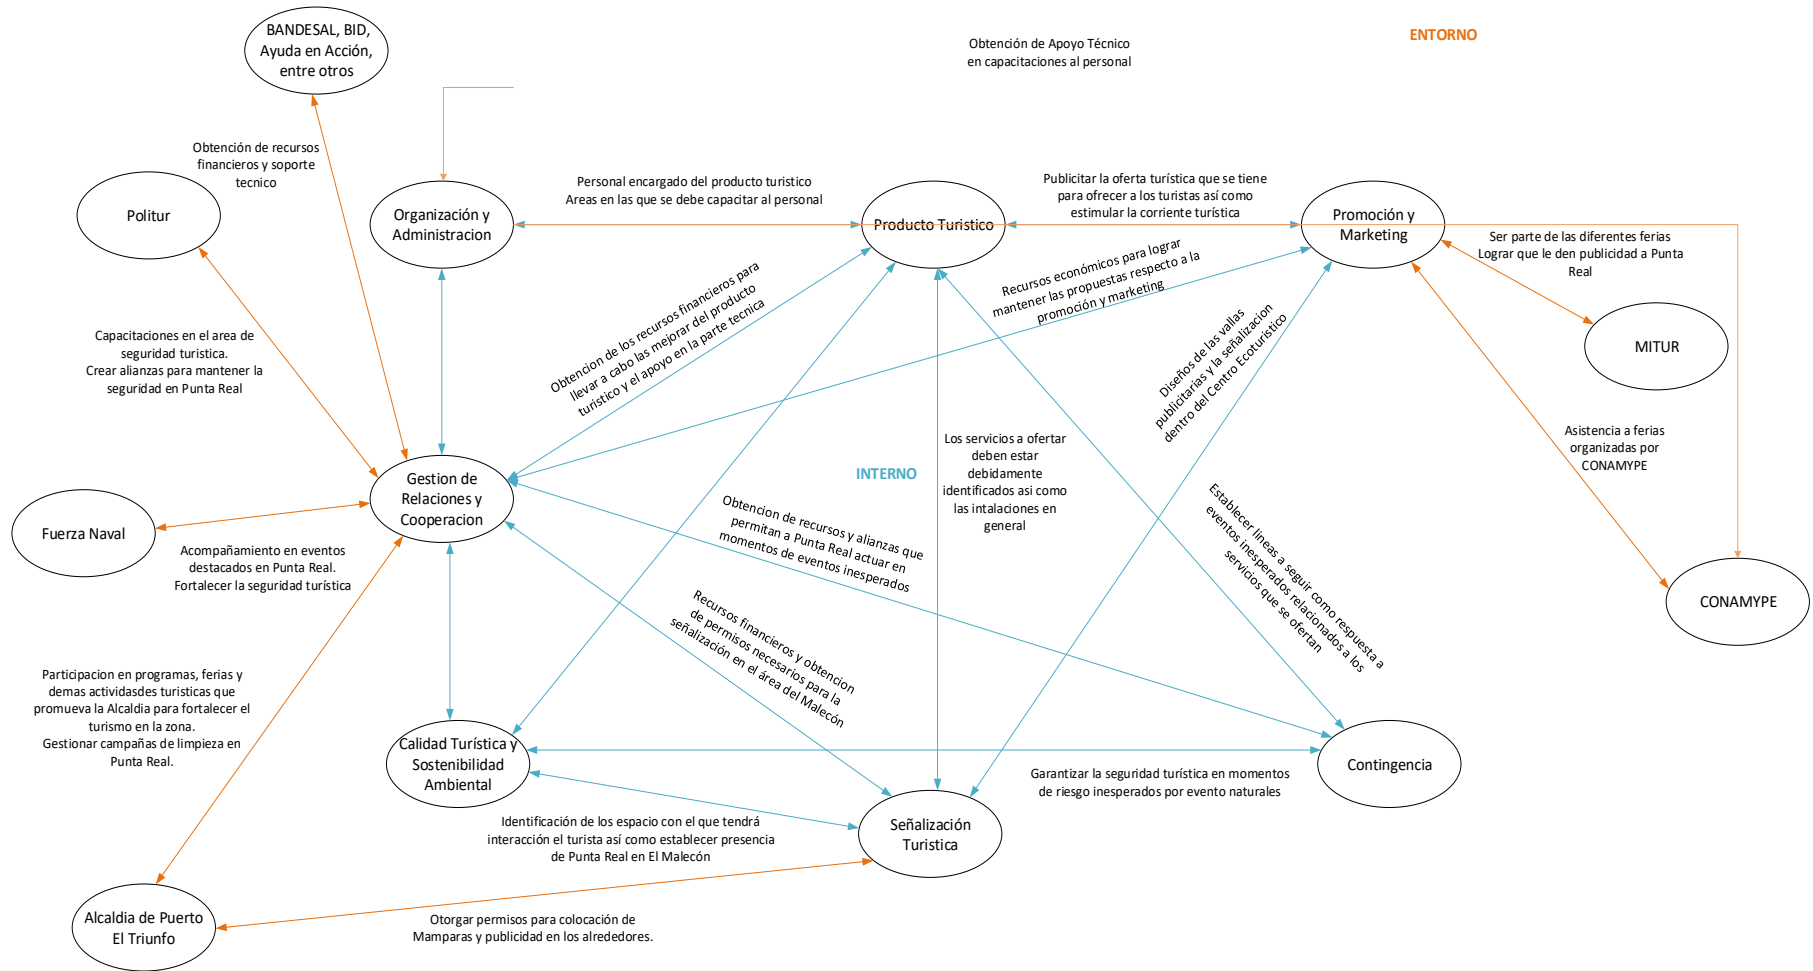 BANDESAL, BID,
Ayuda en Acción,
entre otros
Obtención de Apoyo Técnico
en capacitaciones al personal
ENTORNO
Obtención de recursos
financieros y soporte
tecnico
Politur
Organización y
Administracion
Personal encargado del producto turistico
Areas en las que se debe capacitar al personal
Producto Turistico
Publicitar la oferta turística que se tiene
para ofrecer a los turistas así como
estimular la corriente turística
Promoción y
Marketing
Ser parte de las diferentes ferias
Lograr que le den publicidad a Punta
Real
MITUR
Capacitaciones en el area de
seguridad turistica.
Crear alianzas para mantener la
seguridad en Punta Real
Obtencion de los recursos financieros para
llevar a cabo las mejorar del producto
turistico y el apoyo en la parte tecnica
Recursos económicos para lograr
mantener las propuestas respecto a la
promoción y marketing
Diseños de las vallas
publicitarias y la señalizacion
dentro del Centro Ecoturistico
Asistencia a ferias
organizadas por
CONAMYPE
Gestion de
Relaciones y
Cooperacion
INTERNO
Los servicios a ofertar
deben estar
debidamente
identificados asi como
las intalaciones en
general
Fuerza Naval
Acompañamiento en eventos
destacados en Punta Real.
Fortalecer la seguridad turística
Obtencion de recursos y alianzas que
permitan a Punta Real actuar en
momentos de eventos inesperados
Establecer lineas a seguir como respuesta a
eventos inesperados relacionados a los
servicios que se ofertan
CONAMYPE
Recursos financieros y obtencion
de permisos necesarios para la
señalización en el área del Malecón
Participacion en programas, ferias y
demas actividasdes turisticas que
promueva la Alcaldia para fortalecer el
turismo en la zona.
Gestionar campañas de limpieza en
Punta Real.
Calidad Turística y
Sostenibilidad
Ambiental
Contingencia
Garantizar la seguridad turística en momentos
de riesgo inesperados por evento naturales
Identificación de los espacio con el que tendrá
interacción el turista así como establecer presencia
de Punta Real en El Malecón
Señalización
Turistica
Alcaldia de Puerto
El Triunfo
Otorgar permisos para colocación de
Mamparas y publicidad en los alrededores.